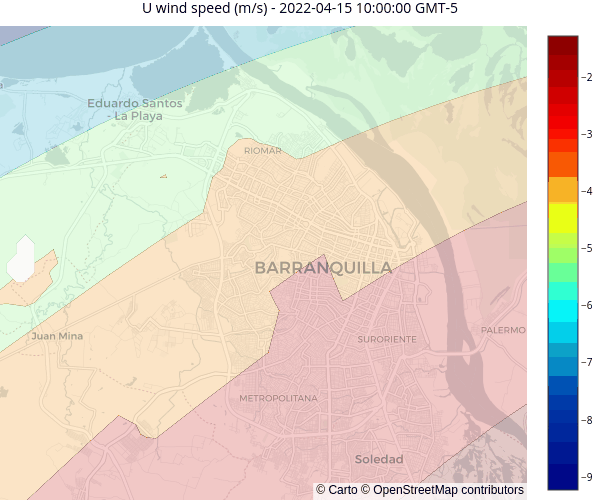 U wind speed (m/s) - 2022-04-15 10:00:00 GMT-5
Eduardo Santos
- La Playa
RIOMAR
BARRANQUILLA
Juan Mina
SURORIENTE
PALERMO
METROPOLITANA
Soledad
−2
−3
−4
−5
−6
−7
−8
−9
© Carto © OpenStreetMap contributors